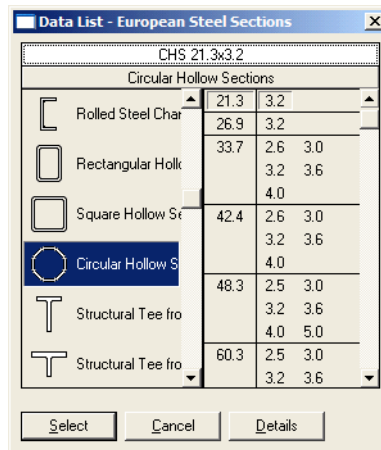 Data List - European Steel Sections
CHS 21.3x3.2
Circular Hollow Sections
Rolled Steel Char
Rectangular Hollc
Square Hollow Se
Circular Hollow S
Structural Tee fro
Structural Tee fro
21.3 3.2
26.9 3.2
33.7 2.6 3.0
3.2 3.6
4.0
42.4 2.6 3.0
3.2 3.6
4.0
48.3 2.5 3.0
3.2 3.6
4.0 5.0
60.3 2.5 3.0
3.2 3.6
Select Cancel Details